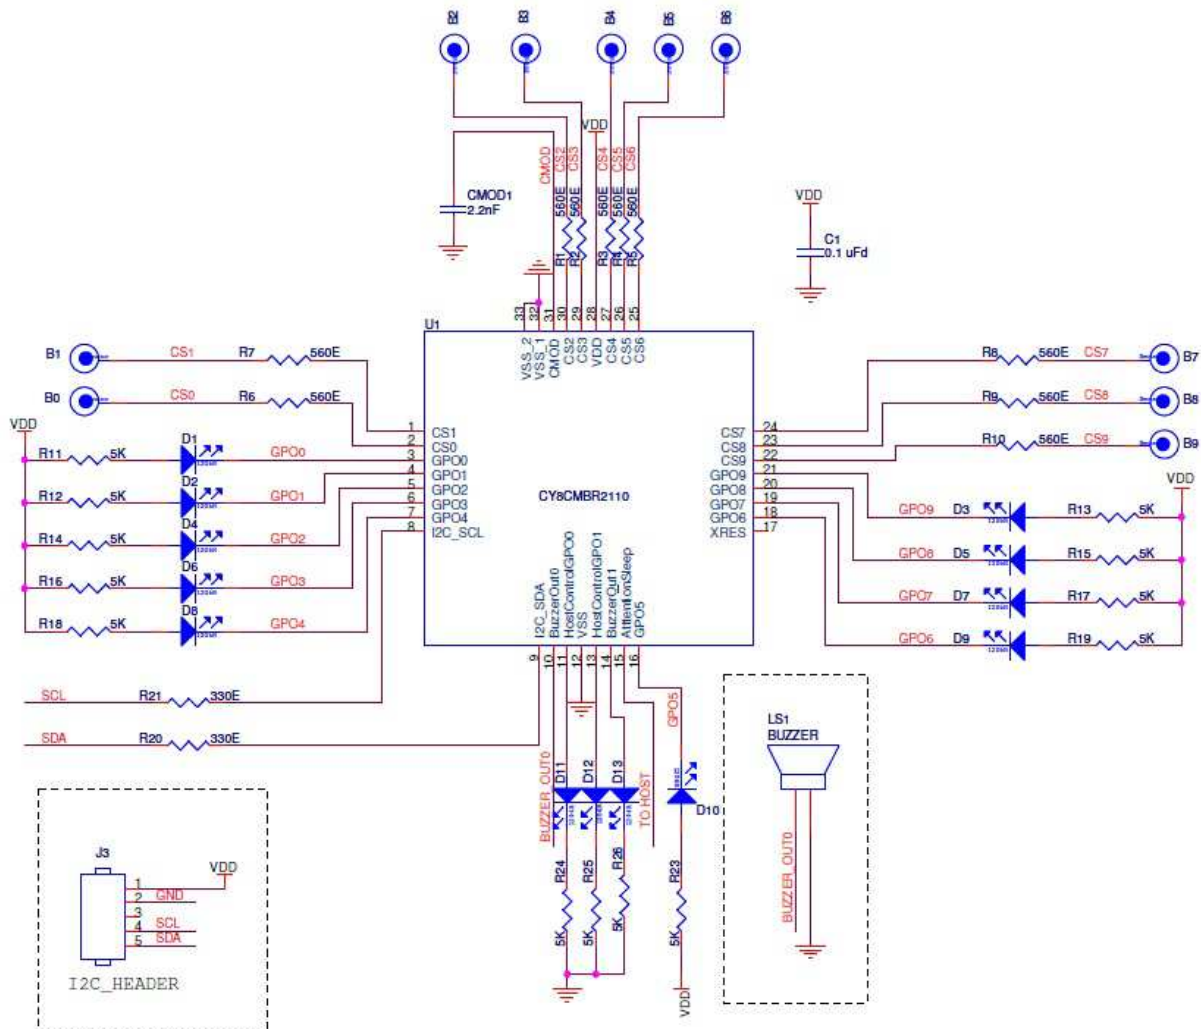 B2 B3 B4 B5 B6
VDD
CMOD CS2 CS3 CS4 CS5 CS6
CMOD1
2.2nF
560E 560E 560E 560E 560E
R1 R2 R3 R4 R5
VDD
C1
0.1 uFd
U1
33 32 31 30 29 28 27 26 25
VSS_2 VSS_1 CMOD CS2 CS3 VDD CS4 CS5 CS6
B1 CS1 R7 560E
B0 CS0 R6 560E
R8 560E CS7 B7
R9 560E CS8 B8
R10 560E CS9 B9
VDD
R11 5K D1 GPO0
R12 5K D2 GPO1
R14 5K D4 GPO2
R16 5K D6 GPO3
R18 5K D8 GPO4
1 CS1
2 CS0
3 GPO0
4 GPO1
5 GPO2
6 GPO3
7 GPO4
8 I2C_SCL
CY8CMBR2110
CS7 24
CS8 23
CS9 22
GPO9 21
GPO8 20
GPO7 19
GPO6 18
XRES 17
VDD
GPO9 D3 R13 5K
GPO8 D5 R15 5K
GPO7 D7 R17 5K
GPO6 D9 R19 5K
I2C_SDA BuzzerOut0 HostControlGPO0 VSS HostControlGPO1 BuzzerOut1 AttentionSleep GPO5
9 10 11 12 13 14 15 16
SCL R21 330E
SDA R20 330E
BUZZER_OUT0 D11 D12 D13 TO HOST GPO5 D10
R24 R25 R26 R23
5K 5K 5K 5K
VDD
LS1
BUZZER
BUZZER_OUT0
J3
VDD
1
2 GND
3
4 SCL
5 SDA
I2C_HEADER